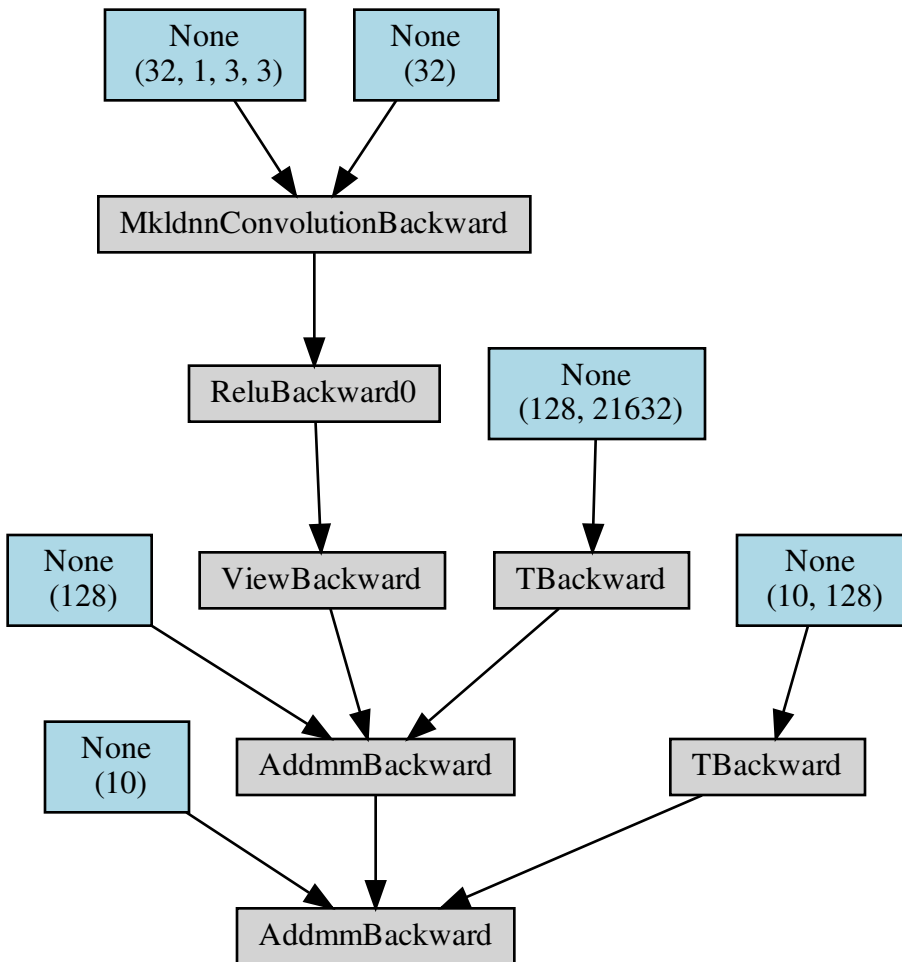 None
(32, 1, 3, 3)
None
(32)
MkldnnConvolutionBackward
ReluBackward0
None
(128, 21632)
None
(128)
ViewBackward
TBackward
None
(10, 128)
None
(10)
AddmmBackward
TBackward
AddmmBackward